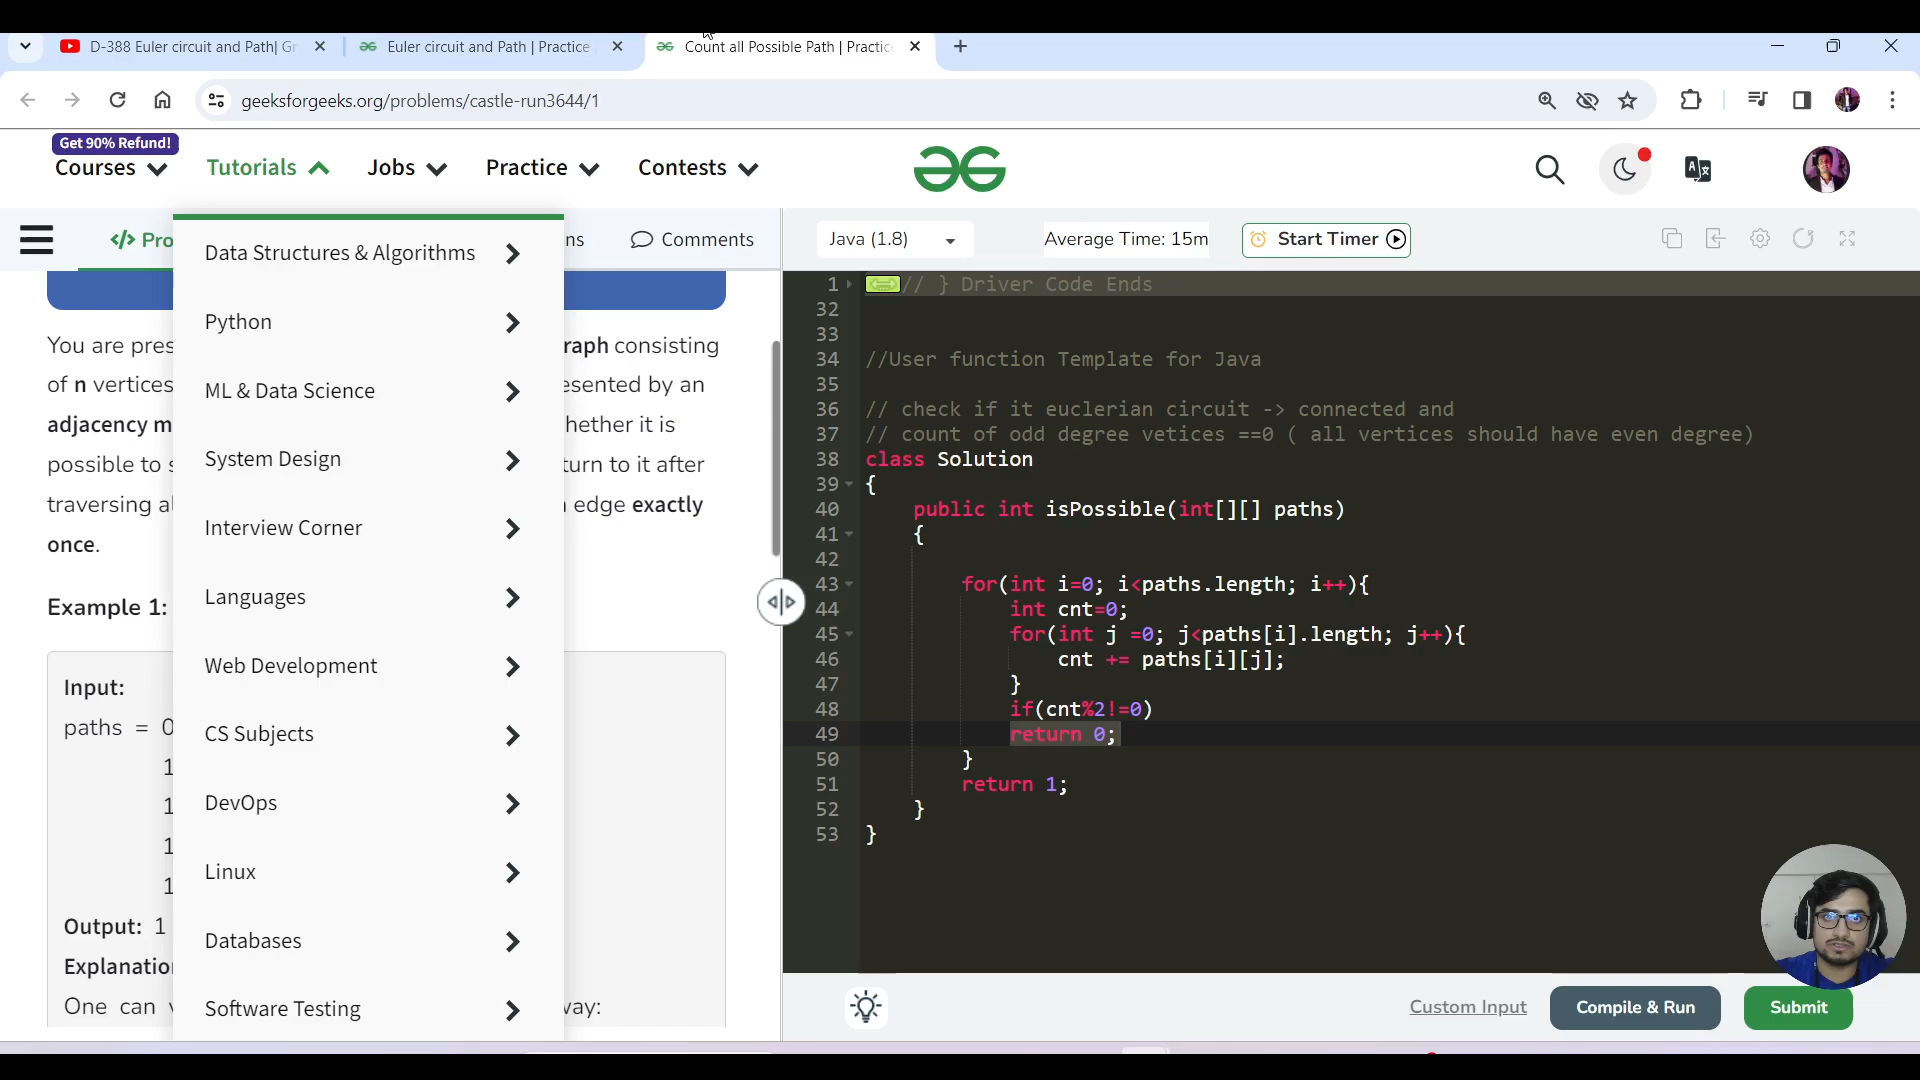 D-388 Euler circuit and Path| Gr
Euler circuit and Path | Practice
Count all Possible Path | Practice
geeksforgeeks.org/problems/castle-run3644/1
Get 90% Refund!
Courses
Tutorials
Jobs
Practice
Contests
</> Pro
ns
Comments
Data Structures & Algorithms
Python
ML & Data Science
System Design
Interview Corner
Languages
Web Development
CS Subjects
DevOps
Linux
Databases
Software Testing
You are pres raph consisting
of n vertices esented by an
adjacency m hether it is
possible to s turn to it after
traversing al edge exactly
once.
Example 1:
Input:
paths = 0
1
1
1
1
Output: 1
Explanation
One can v way:
Java (1.8)
Average Time: 15m
Start Timer
1 // } Driver Code Ends
32
33
34 //User function Template for Java
35
36 // check if it euclerian circuit -> connected and
37 // count of odd degree vetices ==0 ( all vertices should have even degree)
38 class Solution
39 {
40 public int isPossible(int[][] paths)
41 {
42
43 for(int i=0; i<paths.length; i++){
44 int cnt=0;
45 for(int j =0; j<paths[i].length; j++){
46 cnt += paths[i][j];
47 }
48 if(cnt%2!=0)
49 return 0;
50 }
51 return 1;
52 }
53 }
Custom Input
Compile & Run
Submit